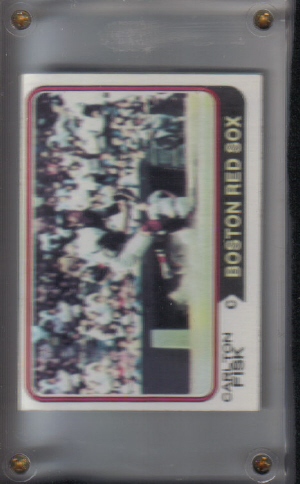 BOSTON RED SOX
CARLTON
FISK
C